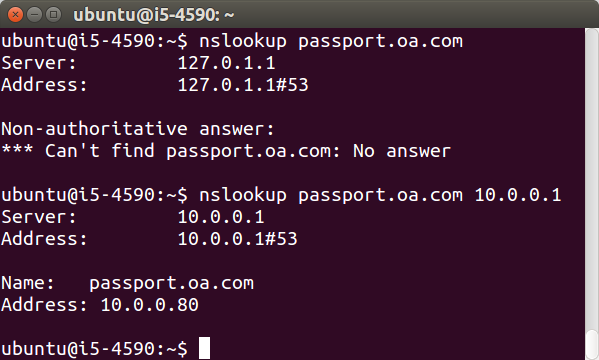 ubuntu@i5-4590: ~
ubuntu@i5-4590:~$ nslookup passport.oa.com
Server:         127.0.1.1
Address:        127.0.1.1#53
Non-authoritative answer:
*** Can't find passport.oa.com: No answer
ubuntu@i5-4590:~$ nslookup passport.oa.com 10.0.0.1
Server:         10.0.0.1
Address:        10.0.0.1#53
Name:   passport.oa.com
Address: 10.0.0.80
ubuntu@i5-4590:~$